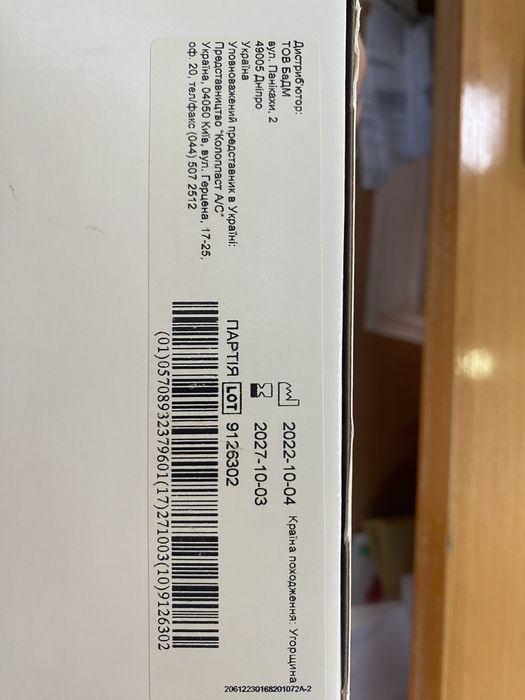 Дистриб'ютор:
ТОВ БаДМ
вул. Панікахи, 2
49005 Дніпро
Україна
Уповноважений представник в Україні:
Представництво "Колопласт А/С"
Україна, 04050 Київ, вул. Герцена, 17-25,
оф. 20, тел/факс (044) 507 2512
2022-10-04 Країна походження: Угорщина
2027-10-03
ПАРТІЯ LOT 9126302
(01)05708932379601(17)271003(10)9126302
20612230168201072A-2